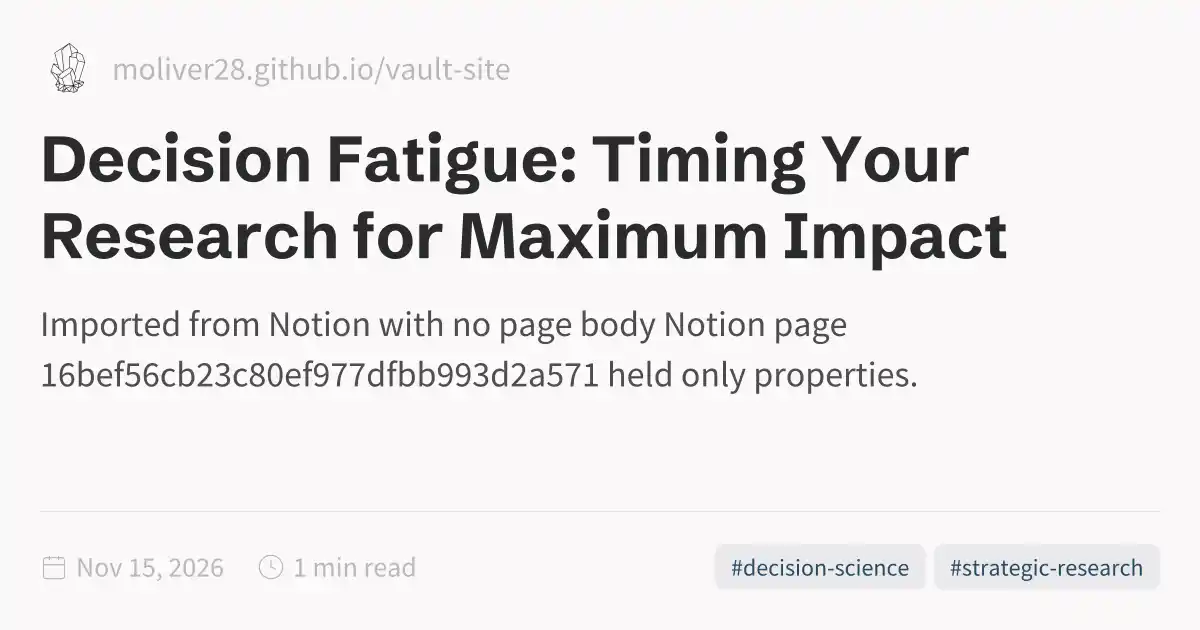 moliver28.github.io/vault-site
Decision Fatigue: Timing Your
Research for Maximum Impact
Imported from Notion with no page body Notion page
16bef56cb23c80ef977dfbb993d2a571 held only properties.
Nov 15, 2026 1 min read #decision-science #strategic-research